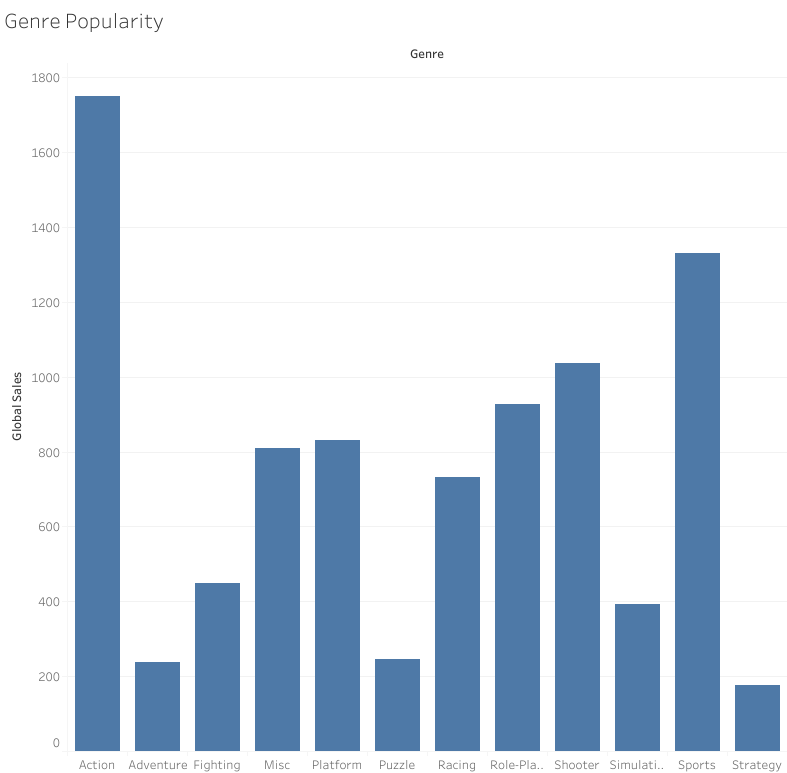 Genre Popularity
Genre
1800
1600
1400
1200
1000
800
600
400
200
0
Global Sales
Action Adventure Fighting Misc Platform Puzzle Racing Role-Pla.. Shooter Simulati.. Sports Strategy